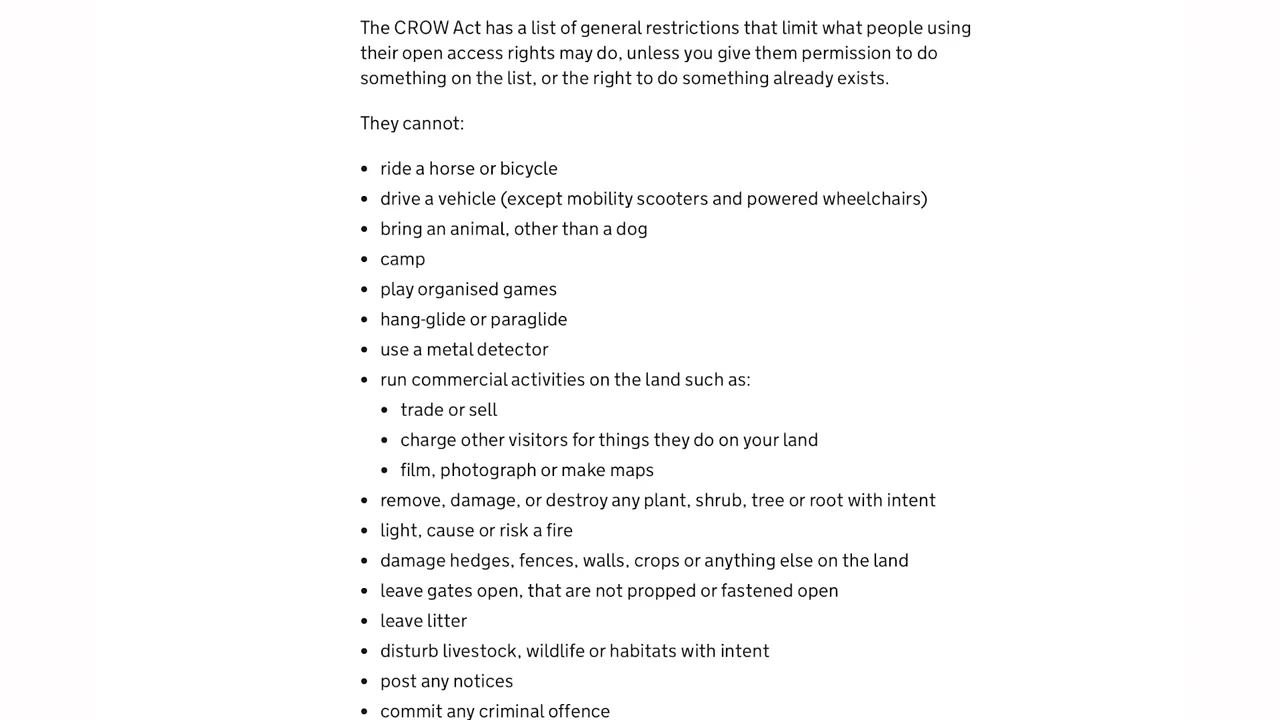 The CROW Act has a list of general restrictions that limit what people using
their open access rights may do, unless you give them permission to do
something on the list, or the right to do something already exists.
They cannot:
• ride a horse or bicycle
• drive a vehicle (except mobility scooters and powered wheelchairs)
• bring an animal, other than a dog
• camp
• play organised games
• hang-glide or paraglide
• use a metal detector
• run commercial activities on the land such as:
• trade or sell
• charge other visitors for things they do on your land
• film, photograph or make maps
• remove, damage, or destroy any plant, shrub, tree or root with intent
• light, cause or risk a fire
• damage hedges, fences, walls, crops or anything else on the land
• leave gates open, that are not propped or fastened open
• leave litter
• disturb livestock, wildlife or habitats with intent
• post any notices
• commit any criminal offence